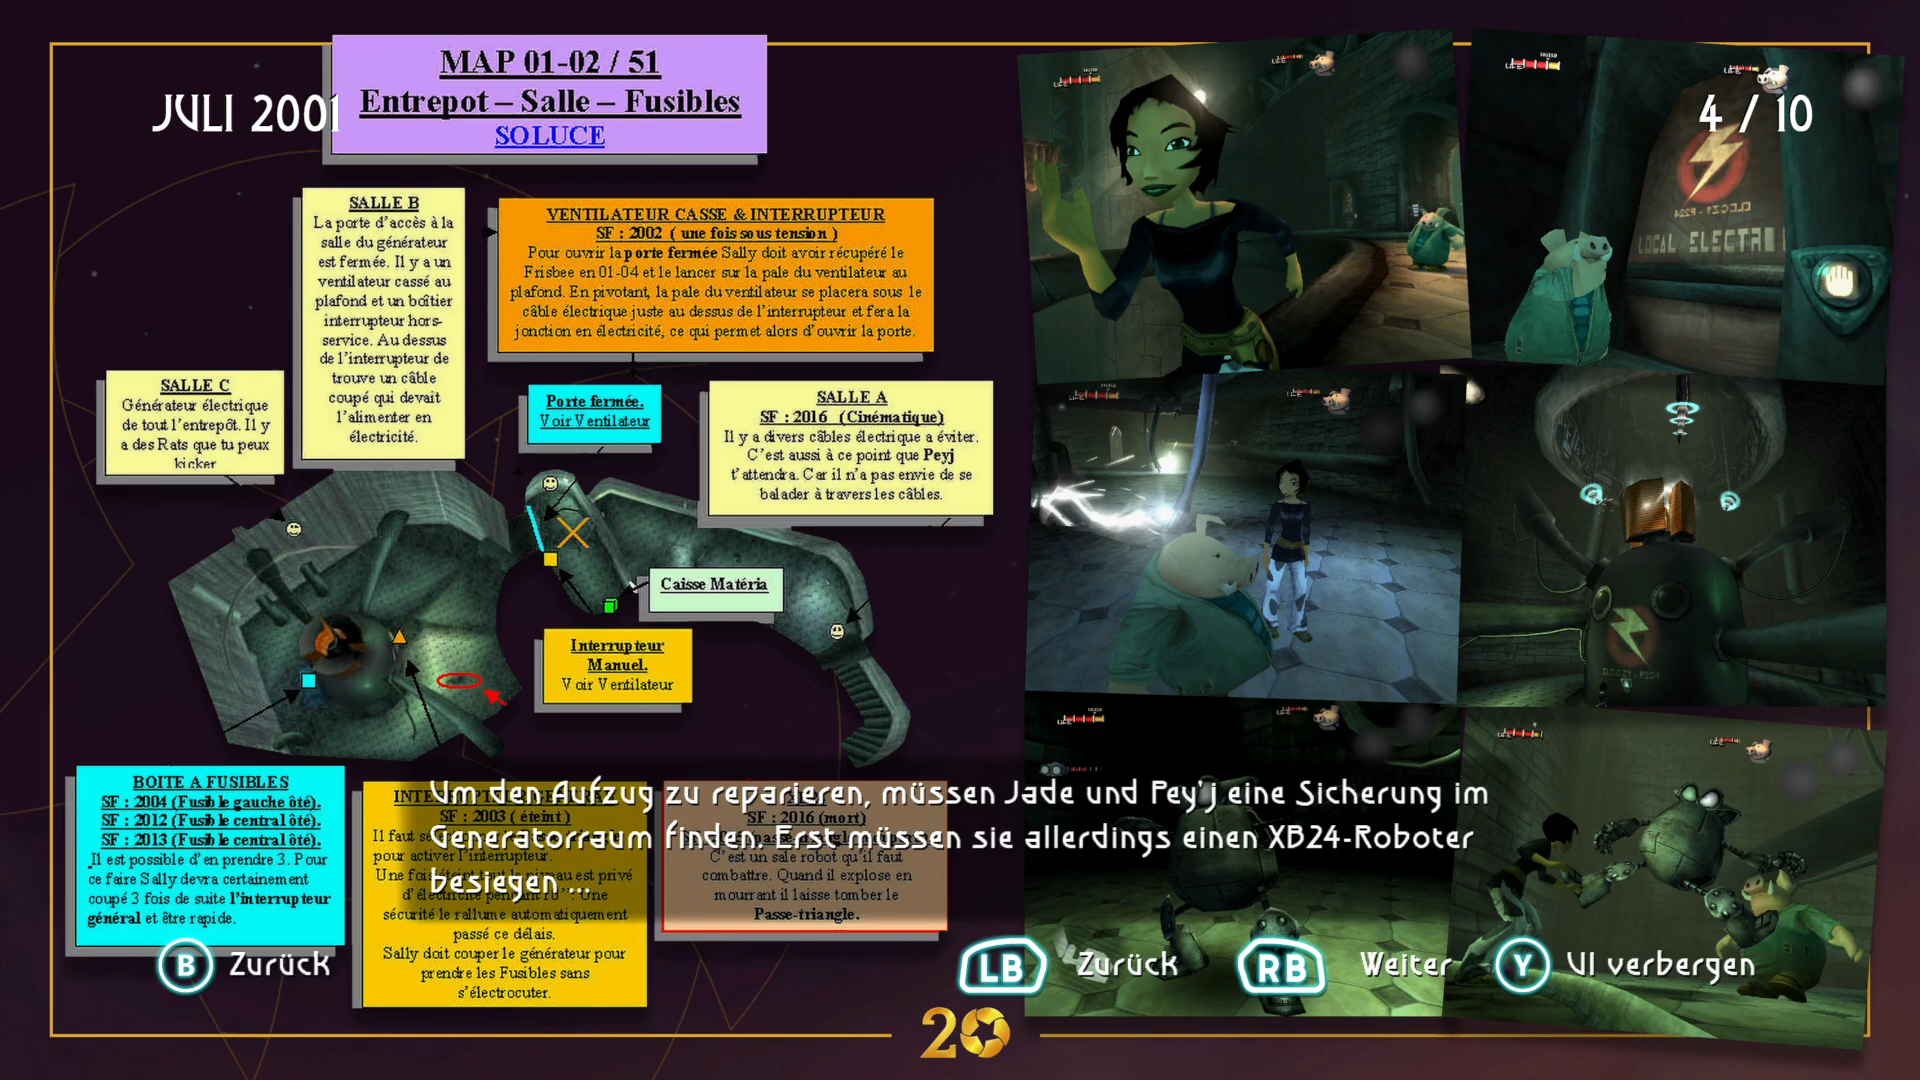 MAP 01-02 / 51
Entrepot – Salle – Fusibles
SOLUCE
JULI 2001
4 / 10
SALLE B
La porte d'accès à la
salle du générateur
est fermée. Il y a un
ventilateur cassé au
plafond et un boîtier
interrupteur hors-
service. Au dessus
de l'interrupteur de
trouve un câble
coupé qui devait
l'alimenter en
électricité.
VENTILATEUR CASSE & INTERRUPTEUR
SF : 2002 ( une fois sous tension )
Pour ouvrir la porte fermée Sally doit avoir récupéré le
Frisbee en 01-04 et le lancer sur la pale du ventilateur au
plafond. En pivotant, la pale du ventilateur se placera sous le
câble électrique juste au dessus de l'interrupteur et fera la
jonction en électricité, ce qui permet alors d'ouvrir la porte.
SALLE C
Générateur électrique
de tout l'entrepôt. Il y
a des Rats que tu peux
kicker
Porte fermée.
Voir Ventilateur
SALLE A
SF : 2016 (Cinématique)
Il y a divers câbles électrique a éviter.
C'est aussi à ce point que Peyj
t'attendra. Car il n'a pas envie de se
balader à travers les câbles.
Caisse Matéria
Interrupteur
Manuel.
Voir Ventilateur
BOITE A FUSIBLES
SF : 2004 (Fusible gauche ôté).
SF : 2012 (Fusible central ôté).
SF : 2013 (Fusible central ôté).
Il est possible d'en prendre 3. Pour
ce faire Sally devra certainement
coupé 3 fois de suite l'interrupteur
général et être rapide.
SF : 2003 ( éteint )
Il faut
pour activer l'interrupteur.
Une fois éteint tout le niveau est privé
d'électricité pendant 10''. Une
sécurité le rallume automatiquement
passé ce délais.
Sally doit couper le générateur pour
prendre les Fusibles sans
s'électrocuter.
SF : 2016 (mort)
C'est un sale robot qu'il faut
combattre. Quand il explose en
mourrant il laisse tomber le
Passe-triangle.
Um den Aufzug zu reparieren, müssen Jade und Pey'j eine Sicherung im
Generatorraum finden. Erst müssen sie allerdings einen XB24-Roboter
besiegen ...
LOCAL ELECTRI
B Zurück
LB Zurück
RB Weiter
Y UI verbergen
20